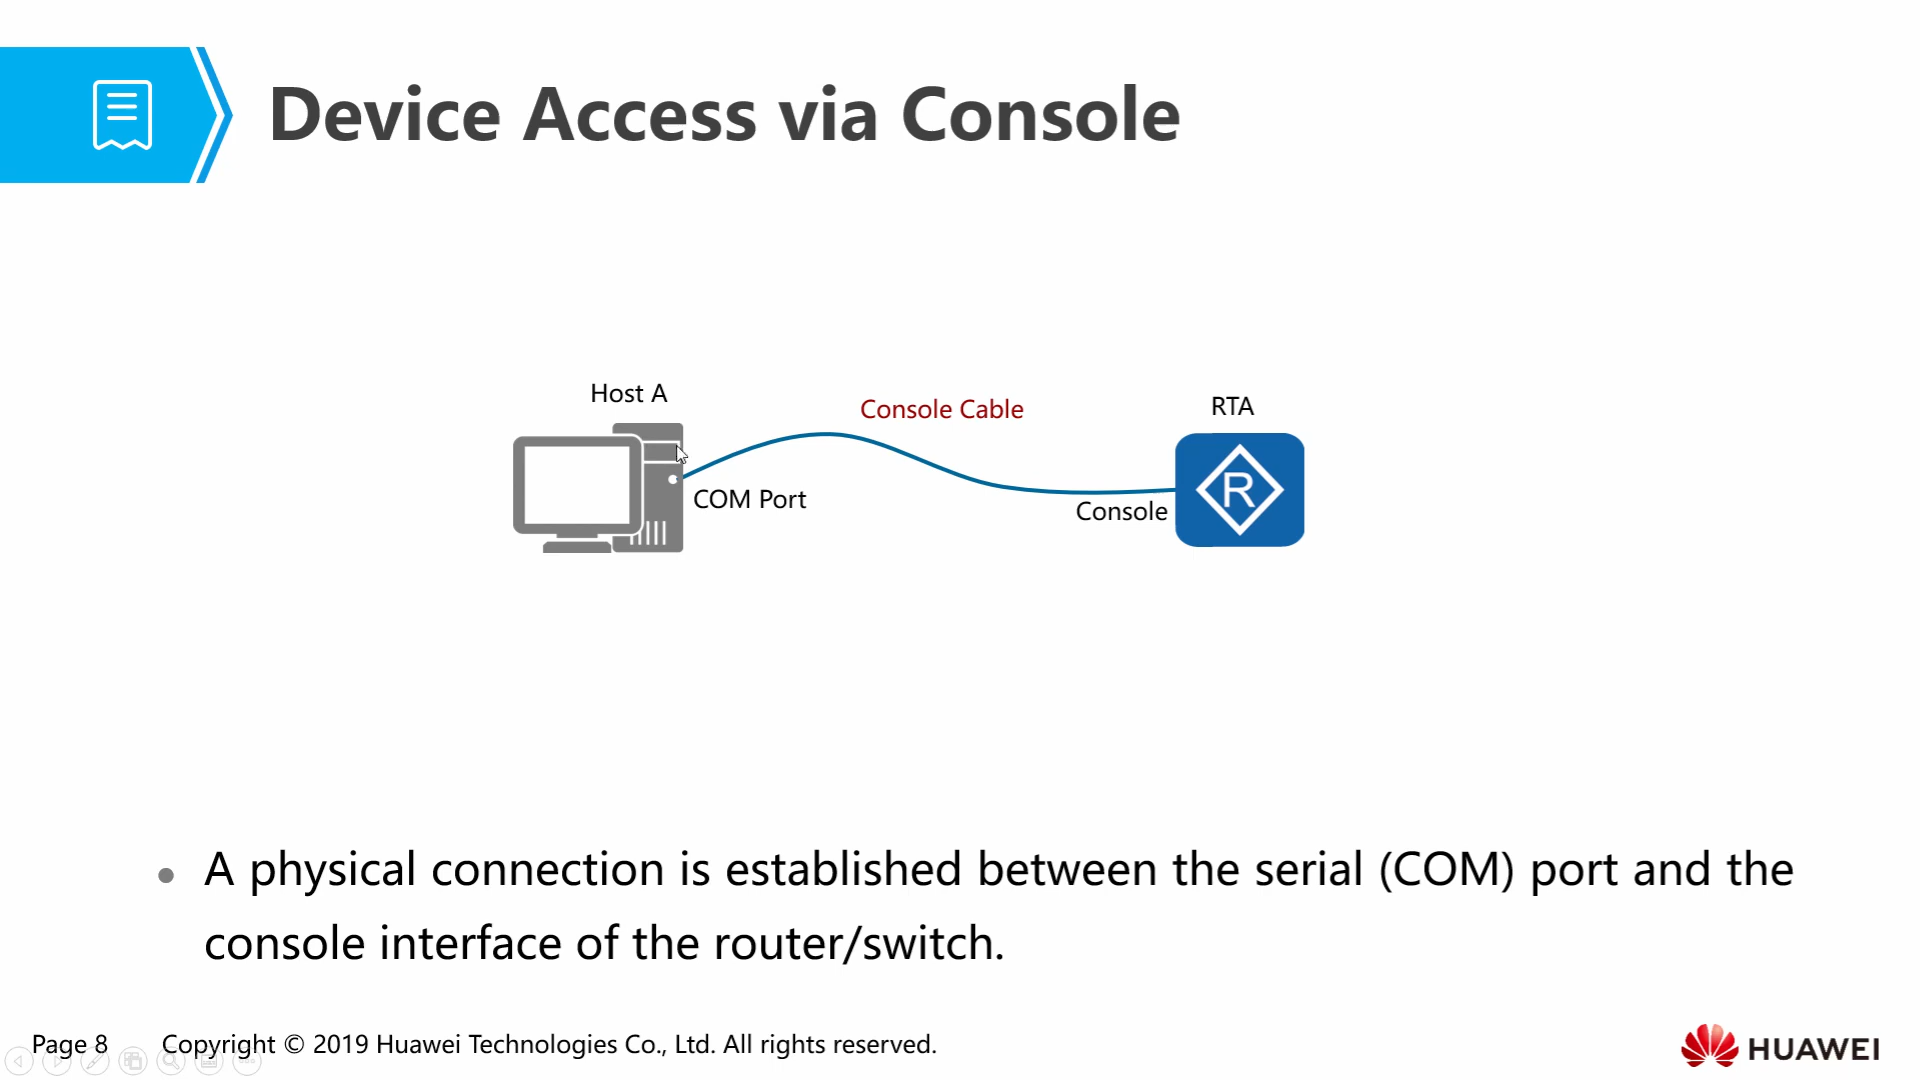 Device Access via Console
Host A
Console Cable
RTA
R
COM Port
Console
A physical connection is established between the serial (COM) port and the
console interface of the router/switch.
Page 8
Copyright © 2019 Huawei Technologies Co., Ltd. All rights reserved.
HUAWEI